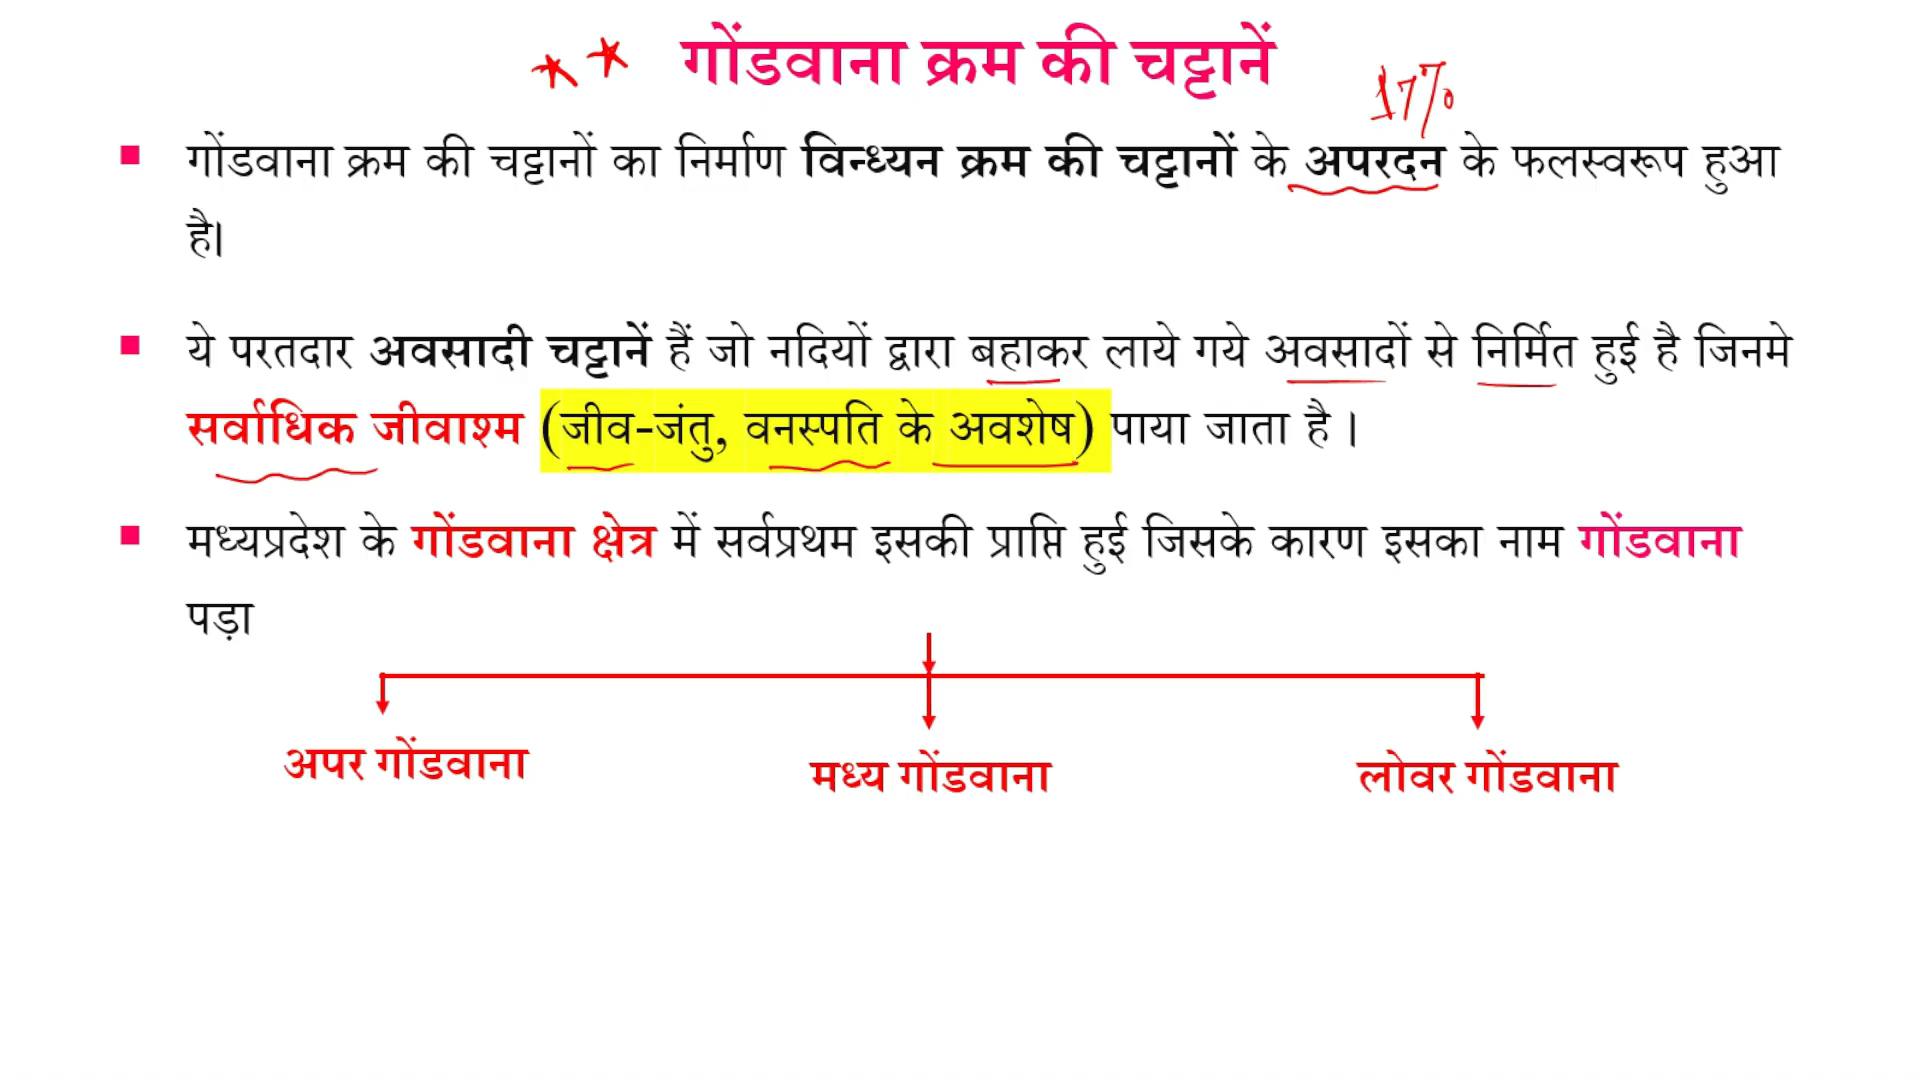 गोंडवाना क्रम की चट्टानें
17%
गोंडवाना क्रम की चट्टानों का निर्माण विन्ध्यन क्रम की चट्टानों के अपरदन के फलस्वरूप हुआ
है।
ये परतदार अवसादी चट्टानें हैं जो नदियों द्वारा बहाकर लाये गये अवसादों से निर्मित हुई है जिनमे
सर्वाधिक जीवाश्म (जीव-जंतु, वनस्पति के अवशेष) पाया जाता है ।
मध्यप्रदेश के गोंडवाना क्षेत्र में सर्वप्रथम इसकी प्राप्ति हुई जिसके कारण इसका नाम गोंडवाना
पड़ा
अपर गोंडवाना
मध्य गोंडवाना
लोवर गोंडवाना